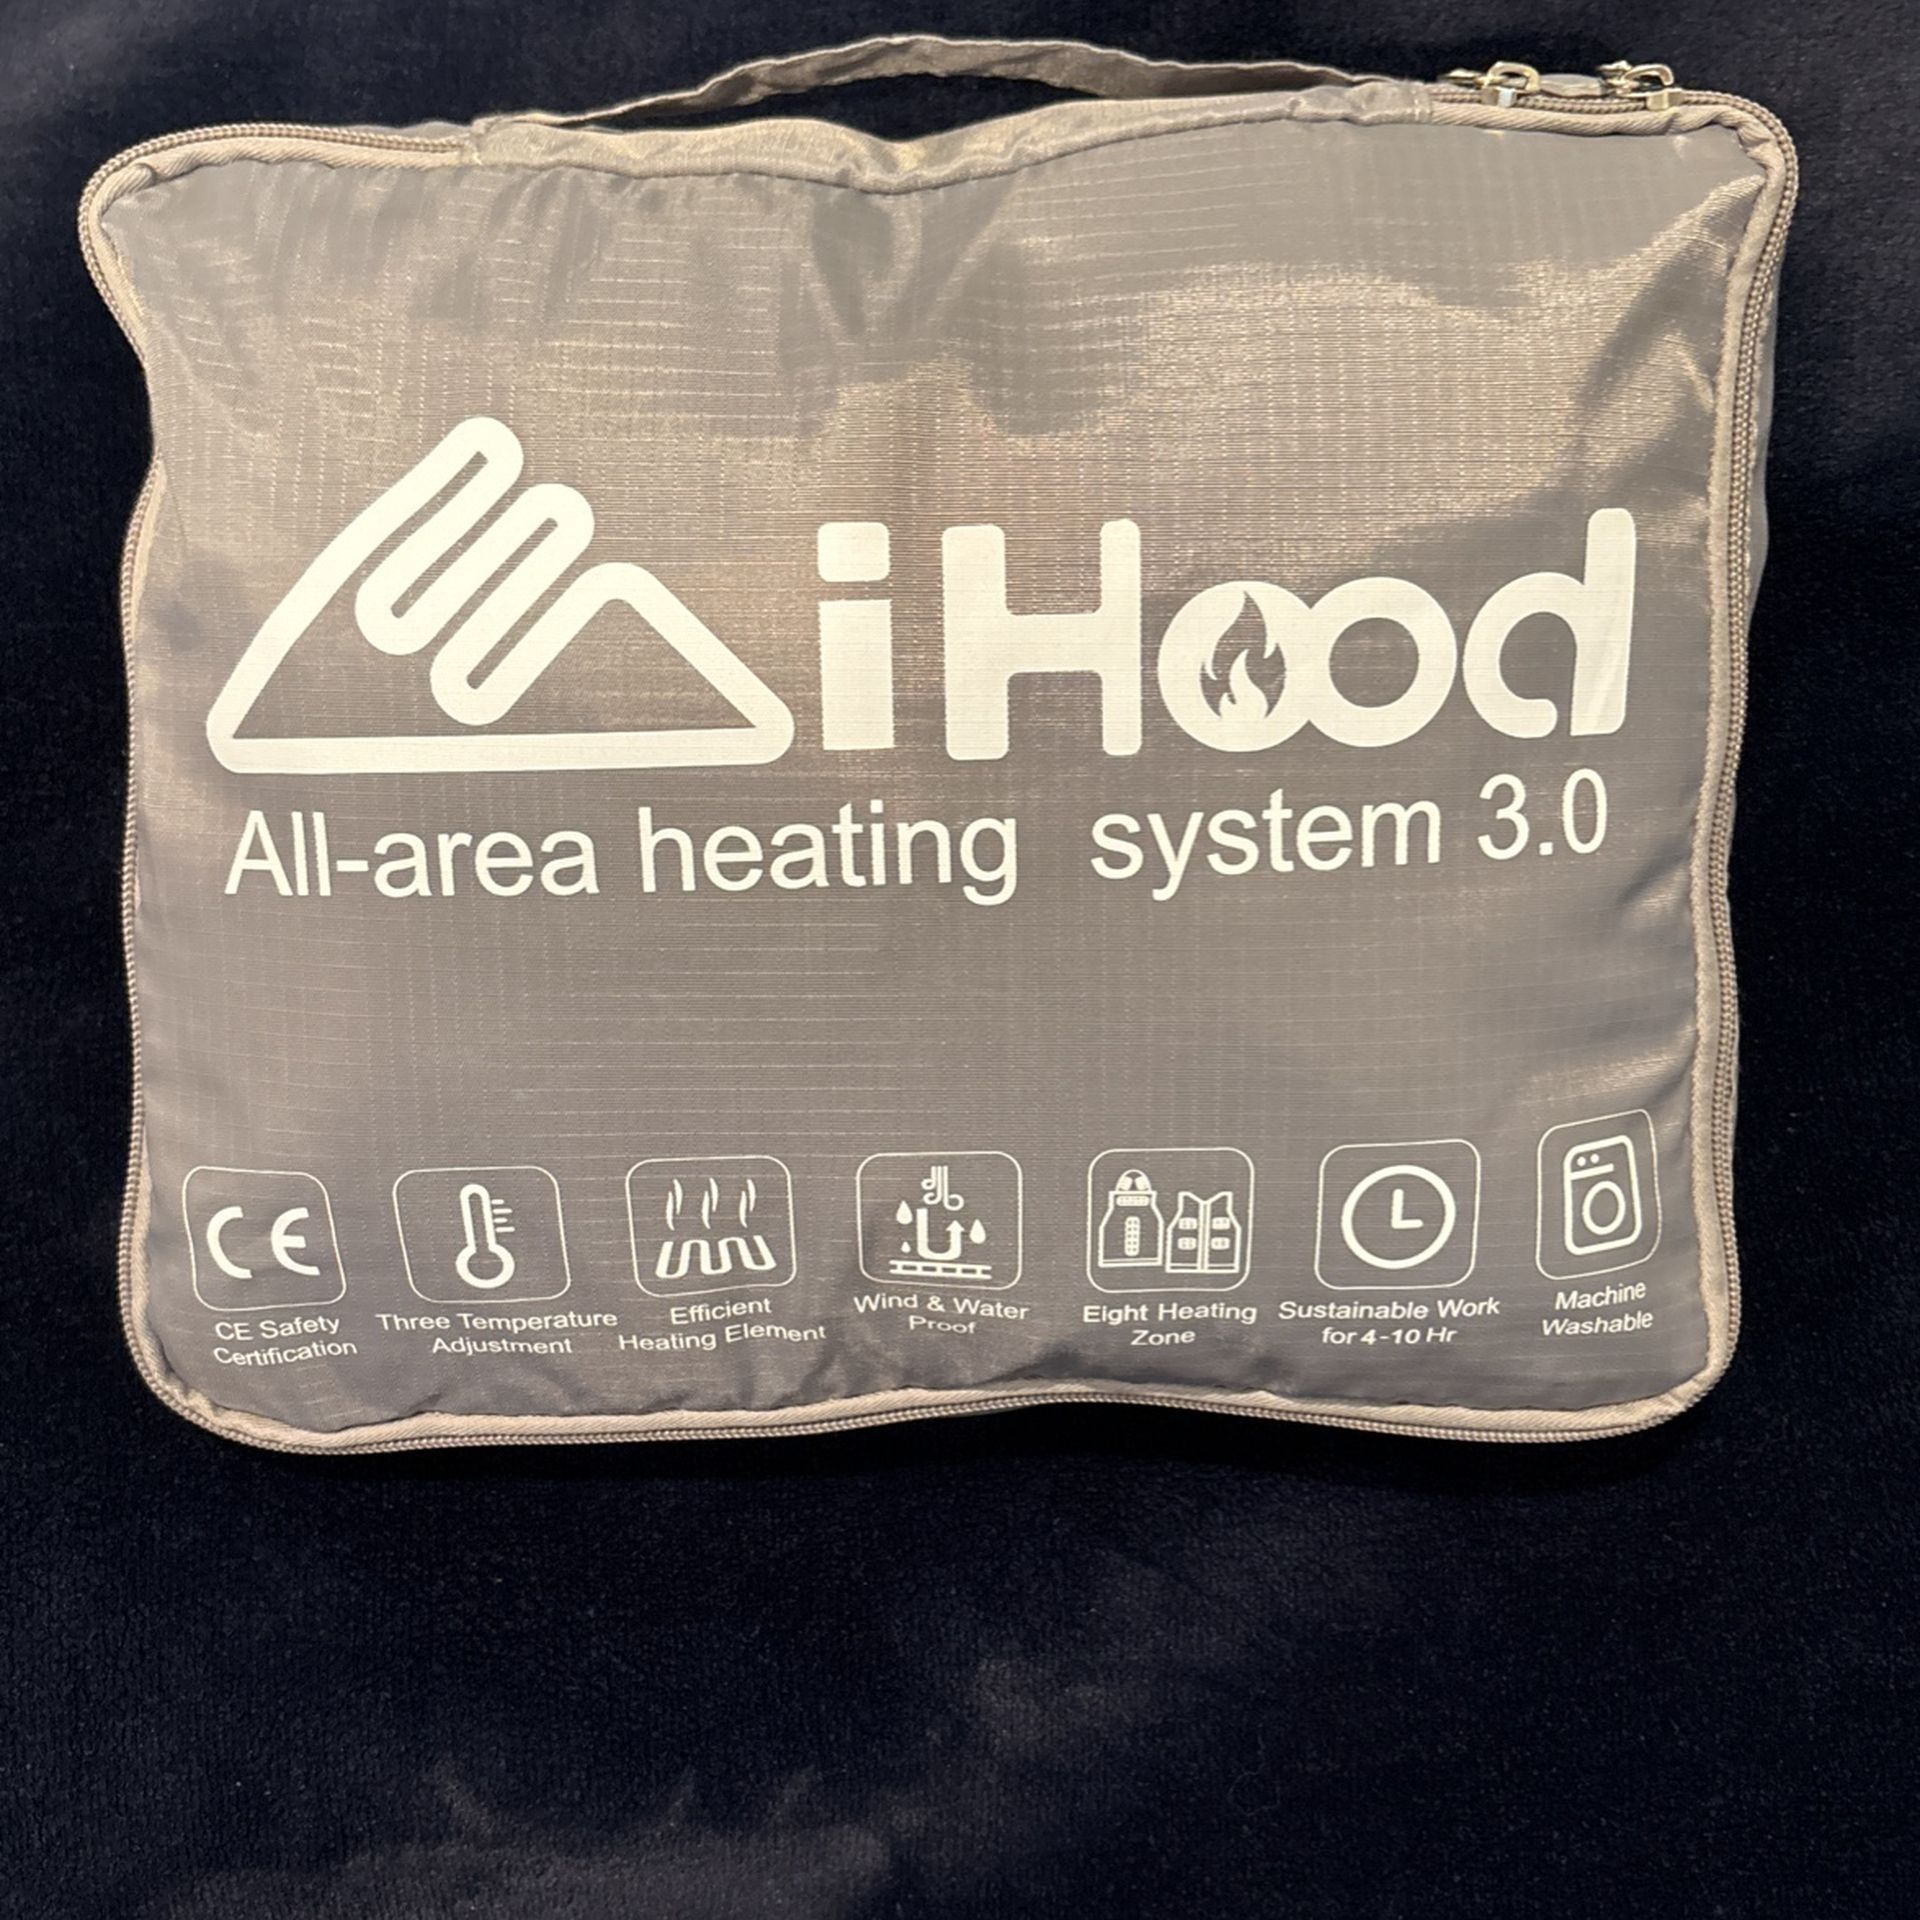 iHood
All-area heating system 3.0
CE
CE Safety
Certification
Three Temperature
Adjustment
Efficient
Heating Element
Wind & Water
Proof
Eight Heating
Zone
Sustainable Work
for 4-10 Hr
Machine
Washable